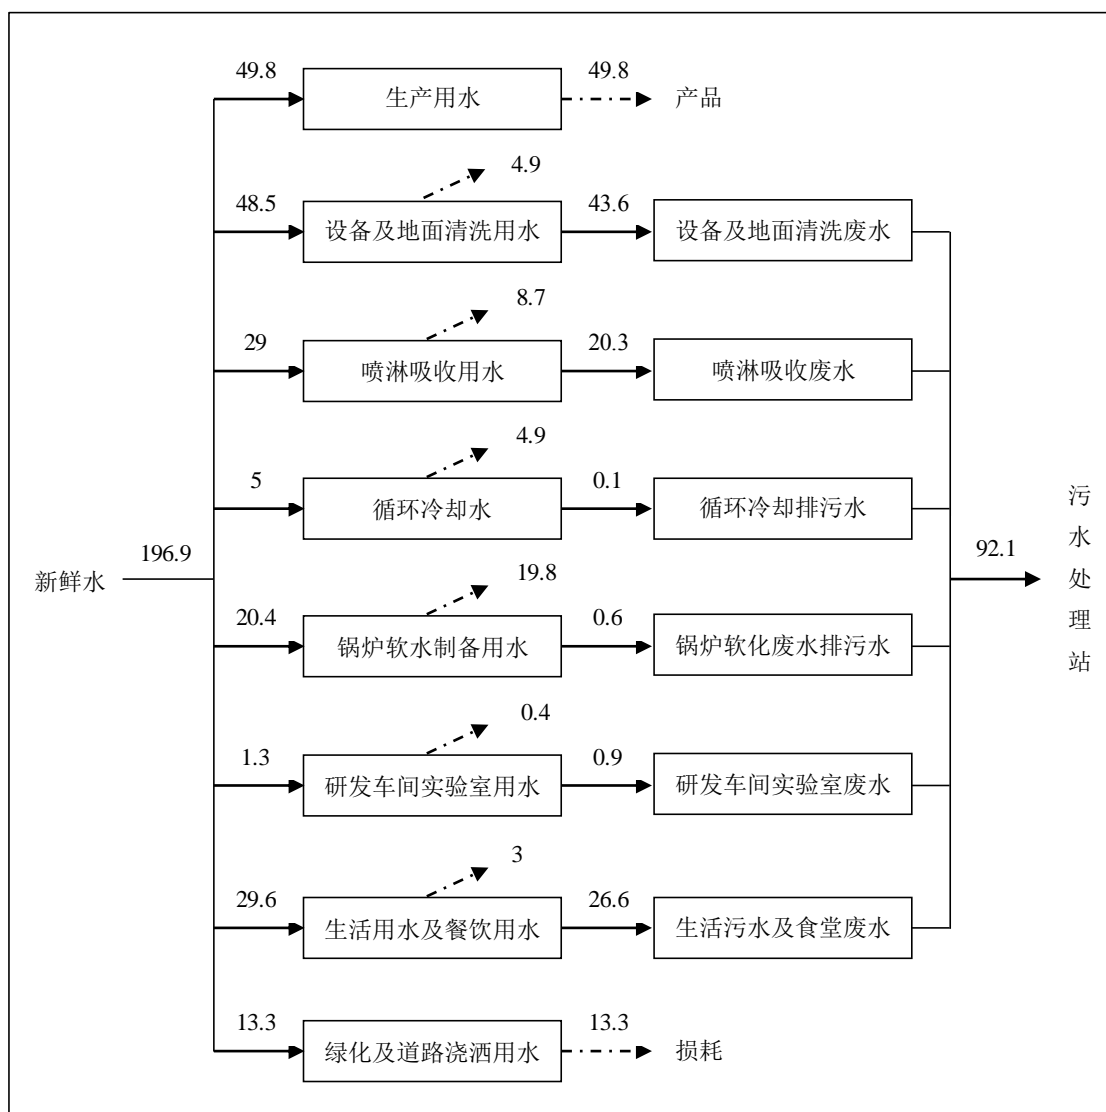 49.8
生产用水
49.8
产品
4.9
48.5
设备及地面清洗用水
43.6
设备及地面清洗废水
8.7
29
喷淋吸收用水
20.3
喷淋吸收废水
4.9
5
循环冷却水
0.1
循环冷却排污水
新鲜水
196.9
92.1
污
水
处
理
站
19.8
20.4
锅炉软水制备用水
0.6
锅炉软化废水排污水
0.4
1.3
研发车间实验室用水
0.9
研发车间实验室废水
3
29.6
生活用水及餐饮用水
26.6
生活污水及食堂废水
13.3
绿化及道路浇洒用水
13.3
损耗